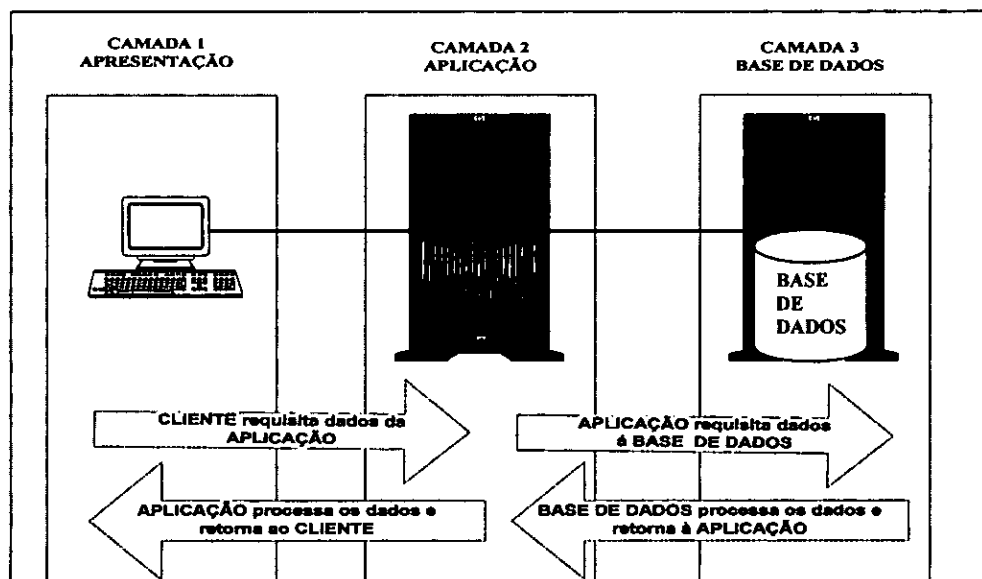 CAMADA 1
APRESENTAÇÃO
CAMADA 2
APLICAÇÃO
CAMADA 3
BASE DE DADOS
BASE
DE
DADOS
CLIENTE requisita dados da
APLICAÇÃO
APLICAÇÃO requisita dados
á BASE DE DADOS
APLICAÇÃO processa os dados e
retorna ao CLIENTE
BASE DE DADOS processa os dados e
retorna à APLICAÇÃO